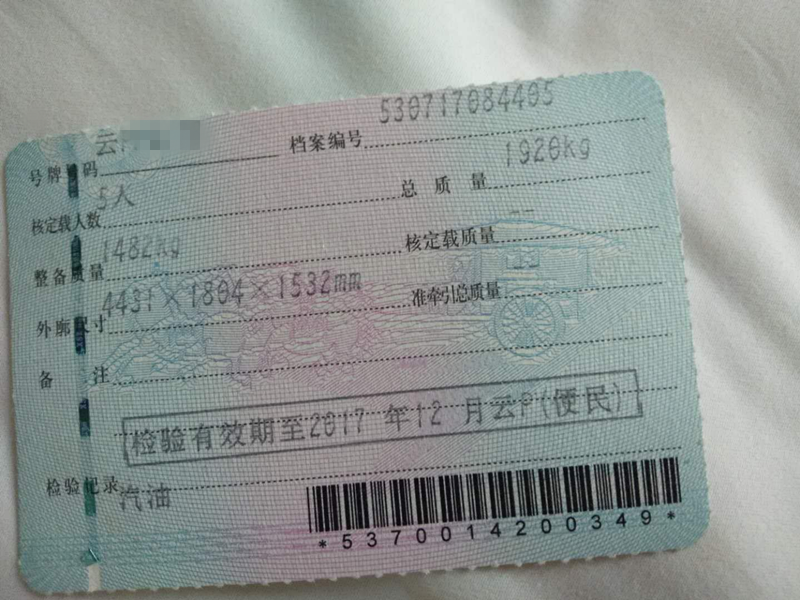 号牌号码 云 档案编号 530717084405
核定载人数 5人 总质量 1920kg
整备质量 1482kg 核定载质量 --
外廓尺寸 4431×1804×1532mm 准牵引总质量 --
备注
检验有效期至2017年12月云P(便民)
检验记录 汽油
*5370014200349*